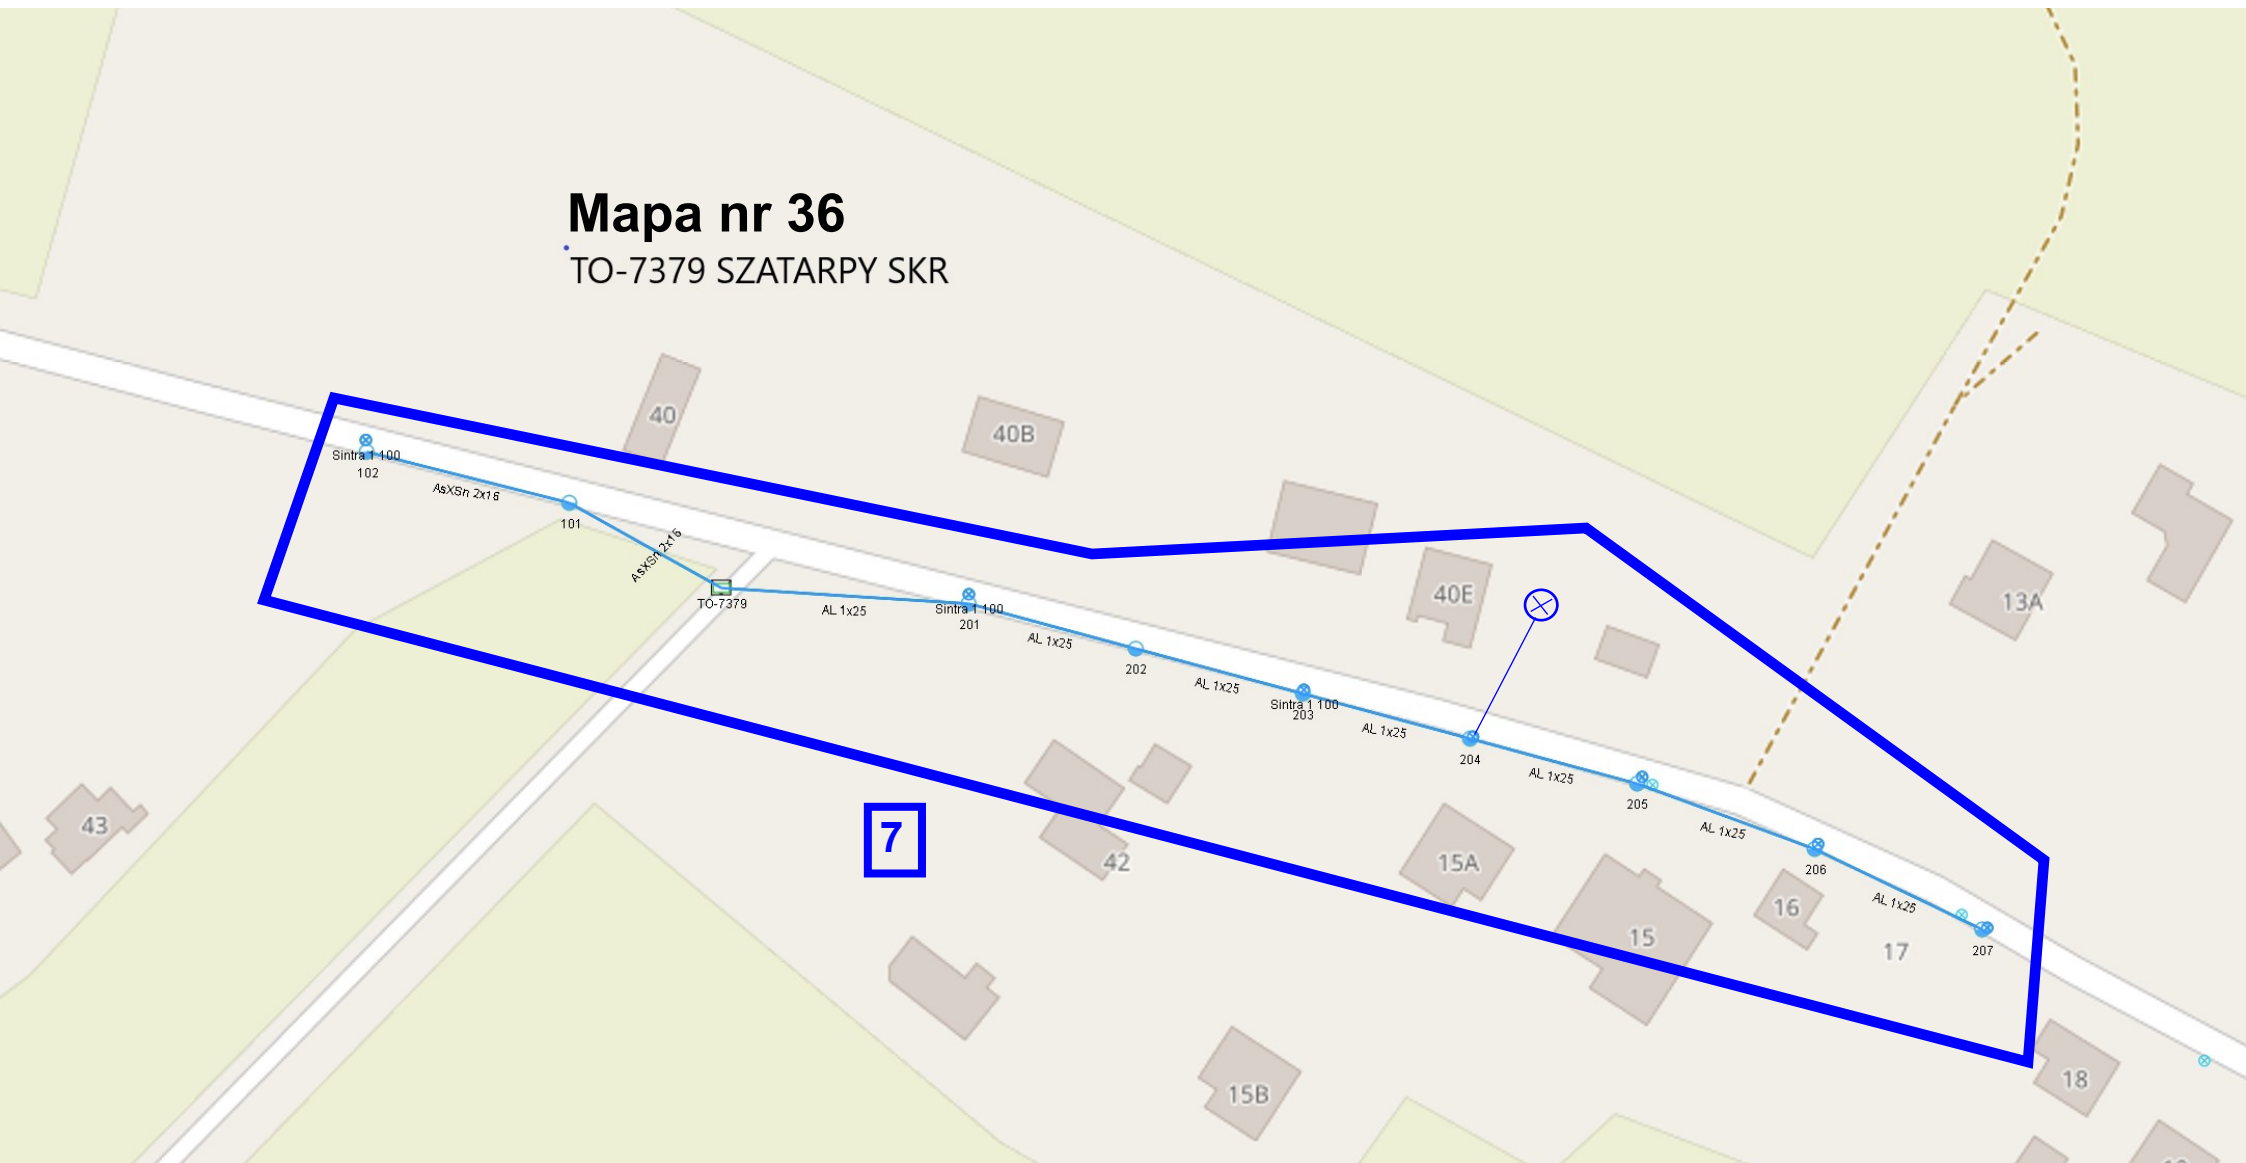 Mapa nr 36
TO-7379 SZATARPY SKR
40
40B
Sintra 1 100
102
AsXSn 2x16
101
AsXSn 2x16
TO-7379
AL 1x25
Sintra 1 100
201
AL 1x25
202
AL 1x25
Sintra 1 100
203
AL 1x25
204
AL 1x25
205
AL 1x25
206
AL 1x25
207
40E
13A
43
7
42
15A
15
16
17
15B
18